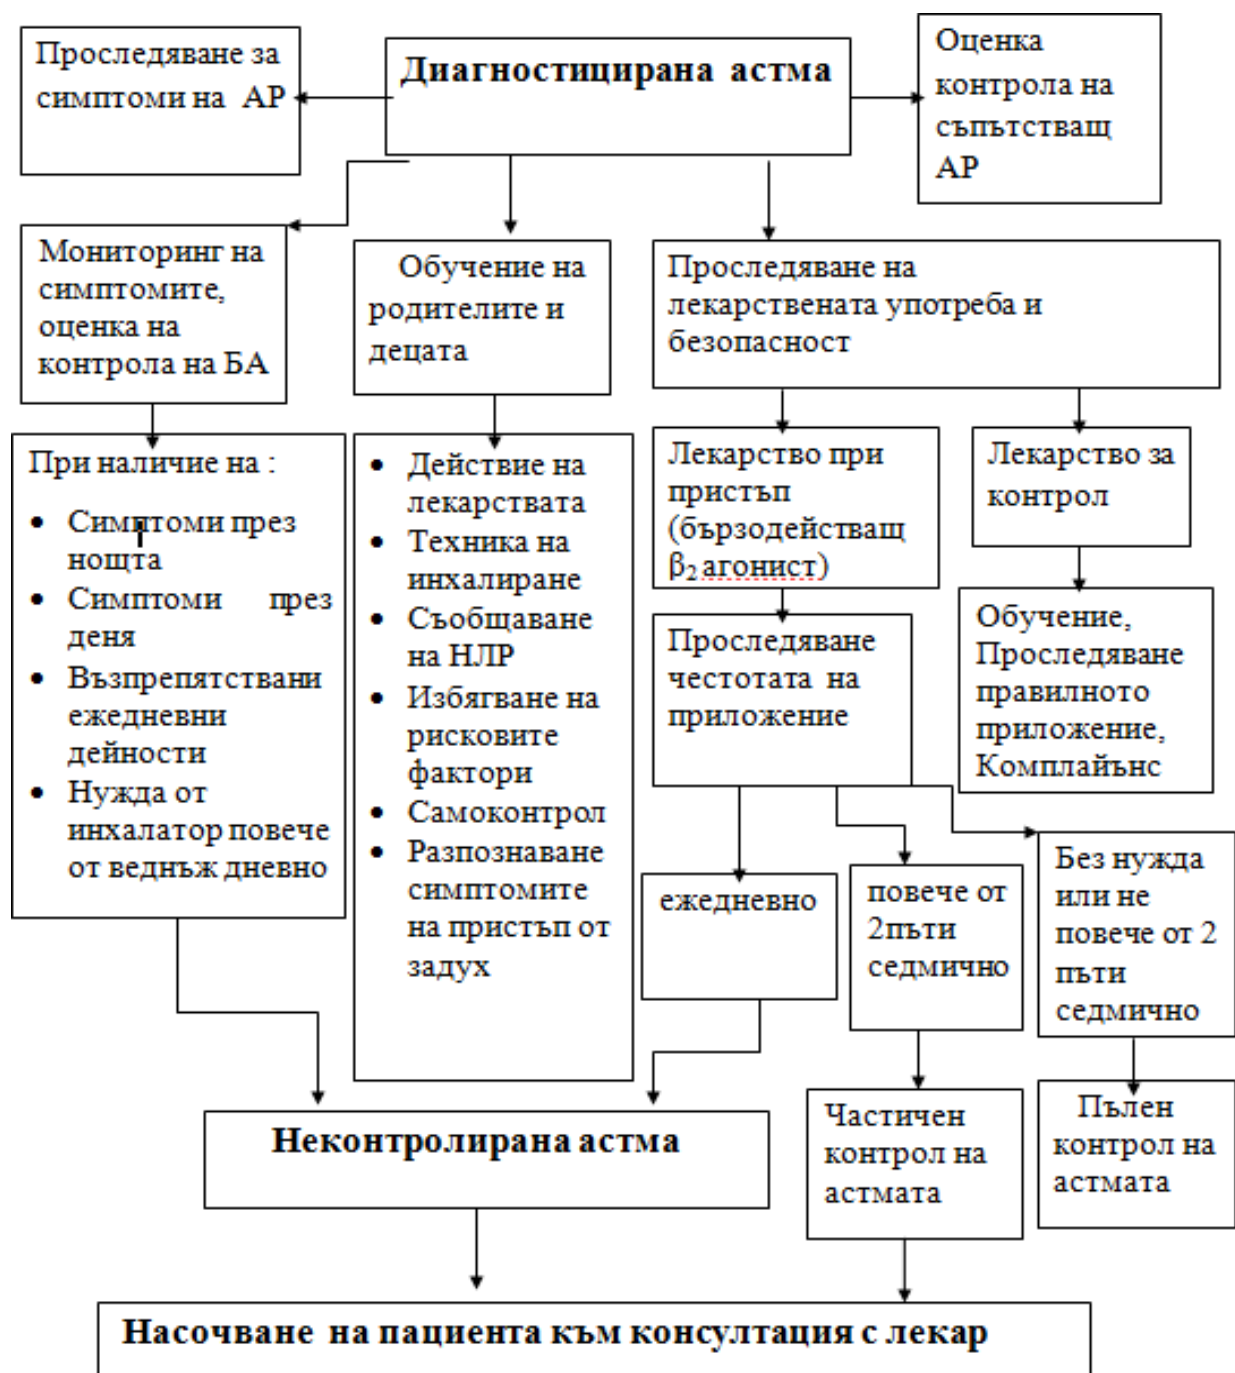 Проследяване за
симптоми на АР
Диагностицирана астма
Оценка
контрола на
съпътстващ
АР
Мониторинг на
симптомите,
оценка на
контрола на БА
Обучение на
родителите и
децата
Проследяване на
лекарствената употреба и
безопасност
При наличие на :
• Симптоми през
нощта
• Симптоми през
деня
• Възпрепятствани
ежедневни
дейности
• Нужда от
инхалатор повече
от веднъж дневно
• Действие на
лекарствата
• Техника на
инхалиране
• Съобщаване
на НЛР
• Избягване на
рисковите
фактори
• Самоконтрол
• Разпознаване
симптомите
на пристъп от
задух
Лекарство при
пристъп
(бързодействащ
β₂ агонист)
Лекарство за
контрол
Проследяване
честотата на
приложение
Обучение,
Проследяване
правилното
приложение,
Комплайънс
ежедневно
повече от
2пъти
седмично
Без нужда
или не
повече от 2
пъти
седмично
Неконтролирана астма
Частичен
контрол на
астмата
Пълен
контрол на
астмата
Насочване на пациента към консултация с лекар